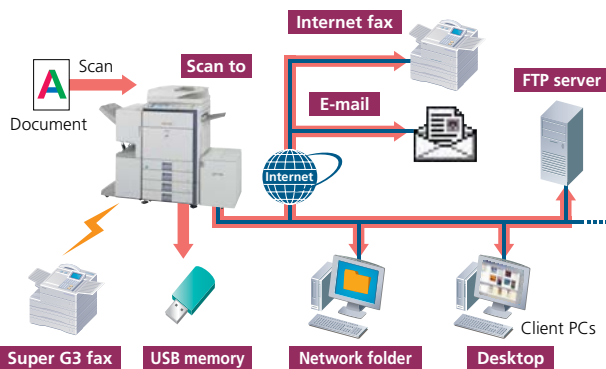 Internet fax
Scan
Scan to
FTP server
A
E-mail
Document
Internet
Client PCs
Super G3 fax
USB memory
Network folder
Desktop